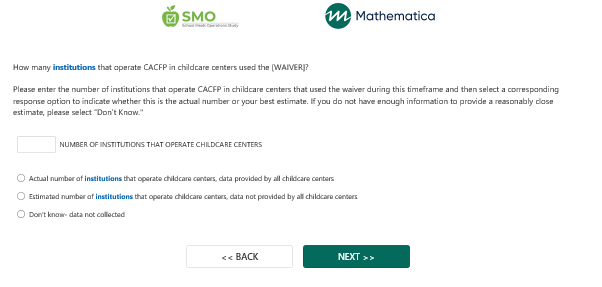 SMO
School Meals Operations Study
Mathematica
How many institutions that operate CACFP in childcare centers used the [WAIVER]?
Please enter the number of institutions that operate CACFP in childcare centers that used the waiver during this timeframe and then select a corresponding
response option to indicate whether this is the actual number or your best estimate. If you do not have enough information to provide a reasonably close
estimate, please select "Don't Know."
NUMBER OF INSTITUTIONS THAT OPERATE CHILDCARE CENTERS
Actual number of institutions that operate childcare centers, data provided by all childcare centers
Estimated number of institutions that operate childcare centers, data not provided by all childcare centers
Don't know- data not collected
<< BACK
NEXT >>